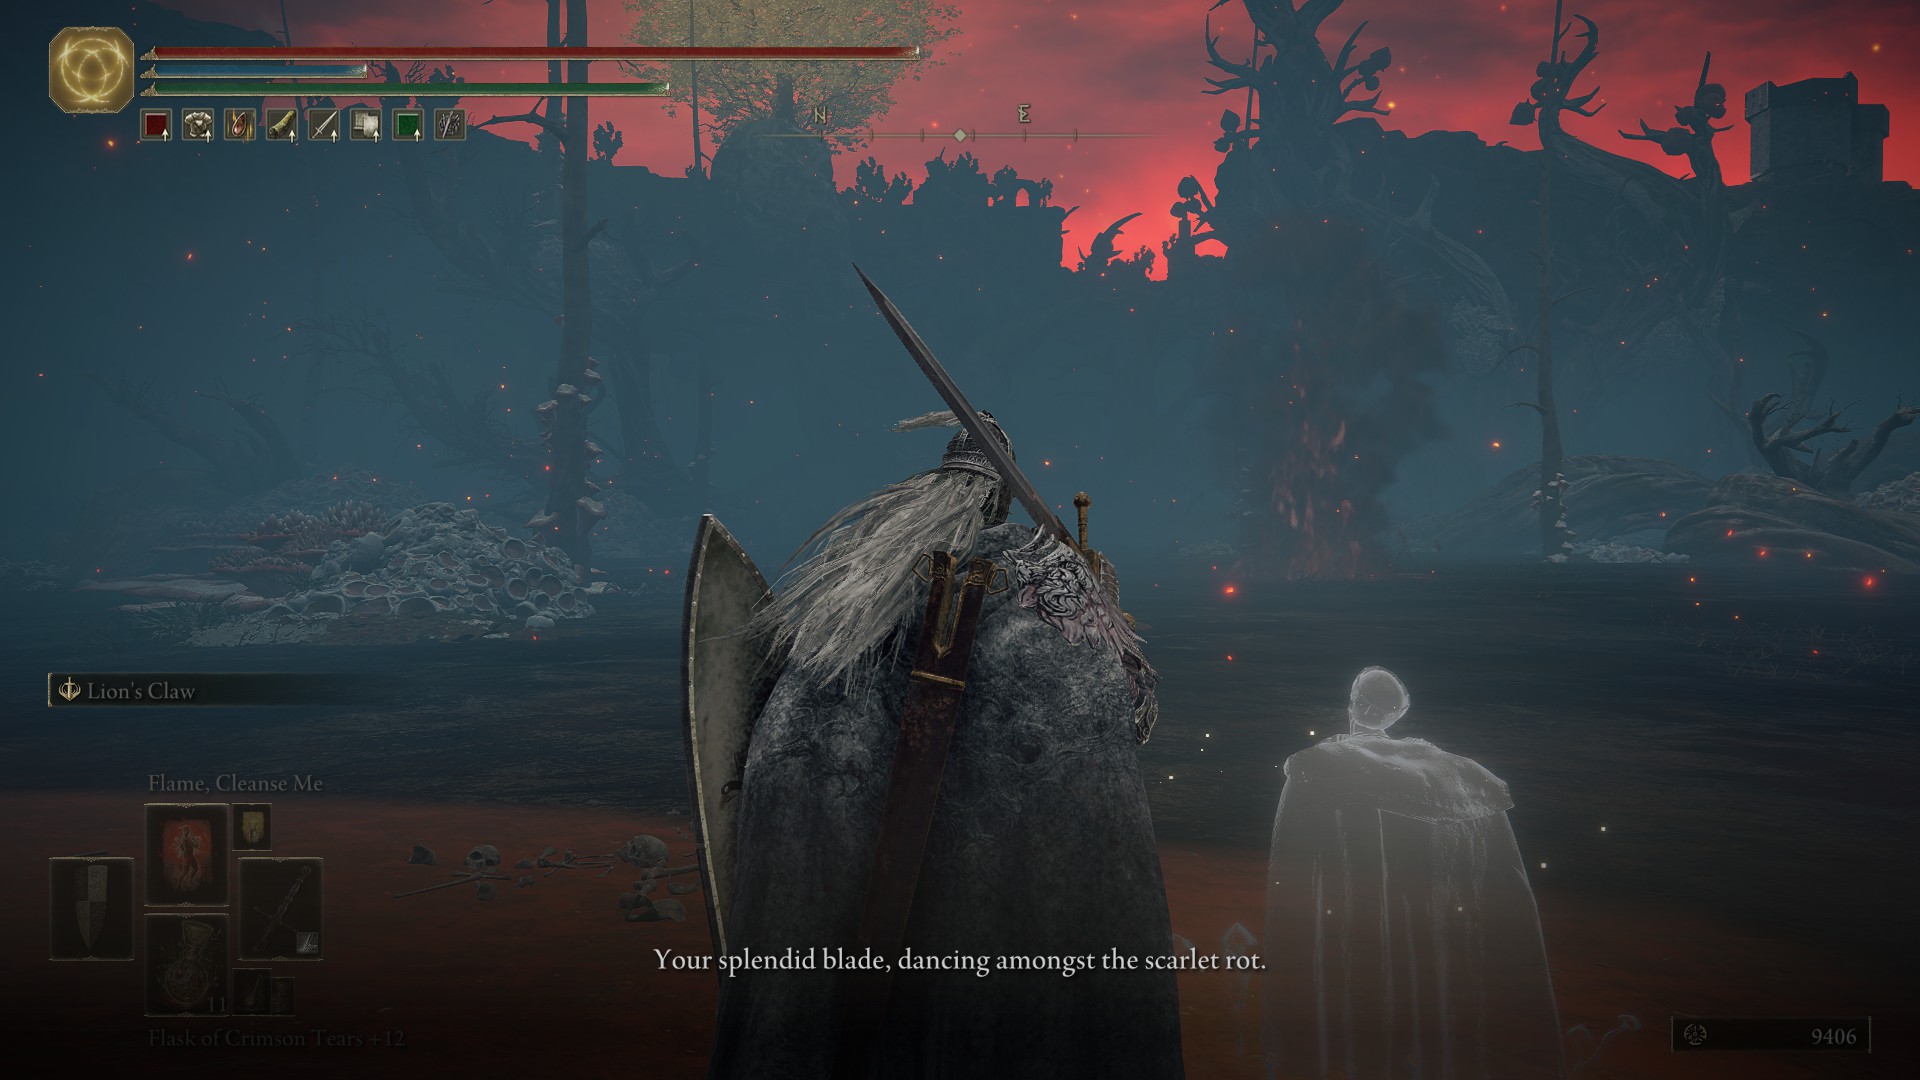 N
E
Lion's Claw
Flame, Cleanse Me
11
Flask of Crimson Tears +12
Your splendid blade, dancing amongst the scarlet rot.
9406